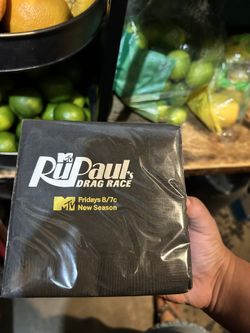 MTV
RuPaul's
DRAG RACE
MTV Fridays 8/7c
New Season